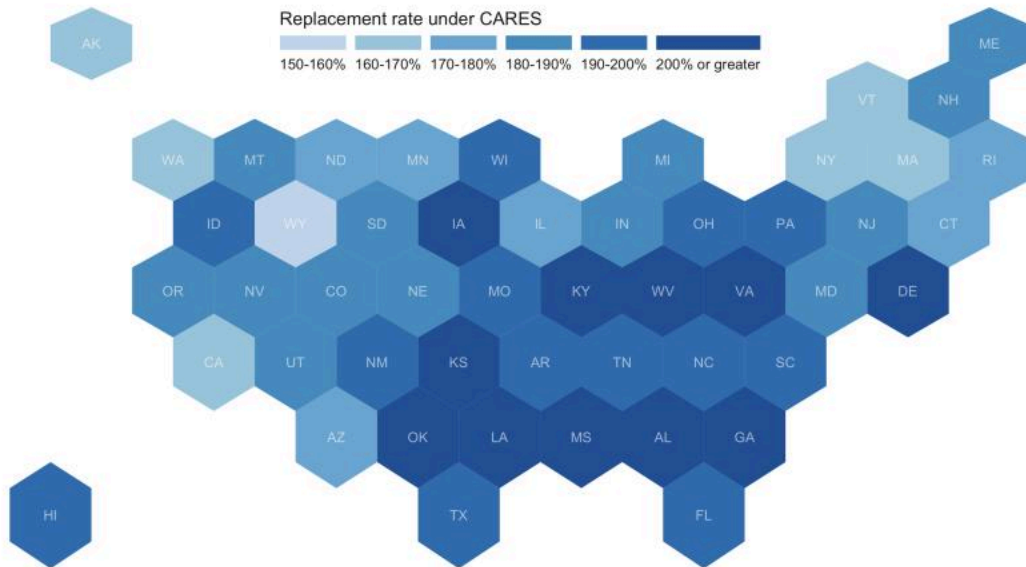 Replacement rate under CARES
150-160% 160-170% 170-180% 180-190% 190-200% 200% or greater
AK ME
VT NH
WA MT ND MN WI MI NY MA RI
ID WY SD IA IL IN OH PA NJ CT
OR NV CO NE MO KY WV VA MD DE
CA UT NM KS AR TN NC SC
AZ OK LA MS AL GA
HI TX FL